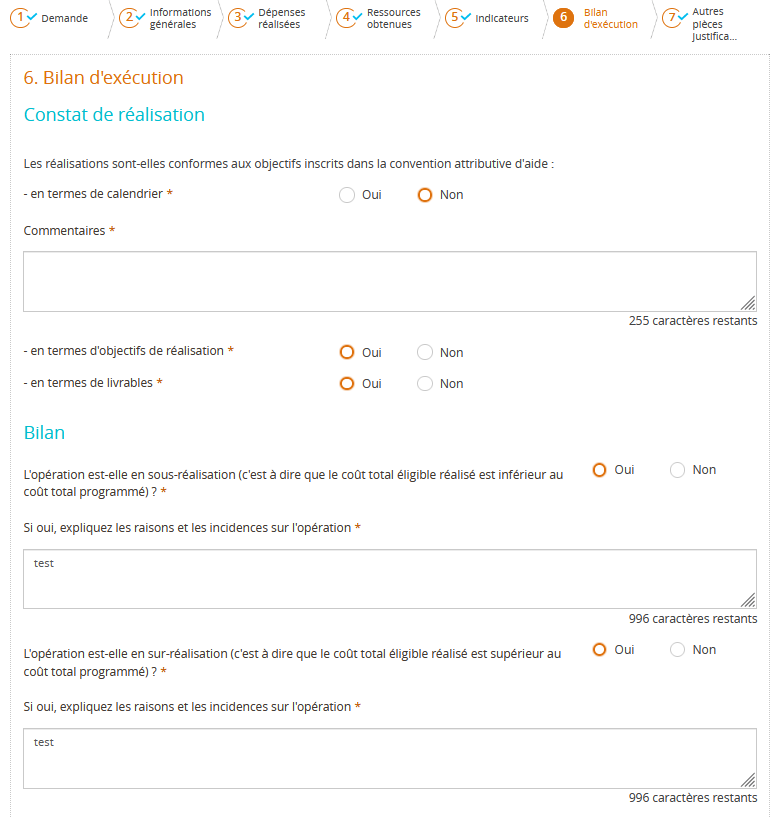 1 Demande
2 Informations
générales
3 Dépenses
réalisées
4 Ressources
obtenues
5 Indicateurs
6 Bilan
d'exécution
7 Autres
pièces
Justifica...
6. Bilan d'exécution
Constat de réalisation
Les réalisations sont-elles conformes aux objectifs inscrits dans la convention attributive d'aide :
- en termes de calendrier * Oui Non
Commentaires *
255 caractères restants
- en termes d'objectifs de réalisation * Oui Non
- en termes de livrables * Oui Non
Bilan
L'opération est-elle en sous-réalisation (c'est à dire que le coût total éligible réalisé est inférieur au Oui Non
coût total programmé) ? *
Si oui, expliquez les raisons et les incidences sur l'opération *
test
996 caractères restants
L'opération est-elle en sur-réalisation (c'est à dire que le coût total éligible réalisé est supérieur au Oui Non
coût total programmé) ? *
Si oui, expliquez les raisons et les incidences sur l'opération *
test
996 caractères restants